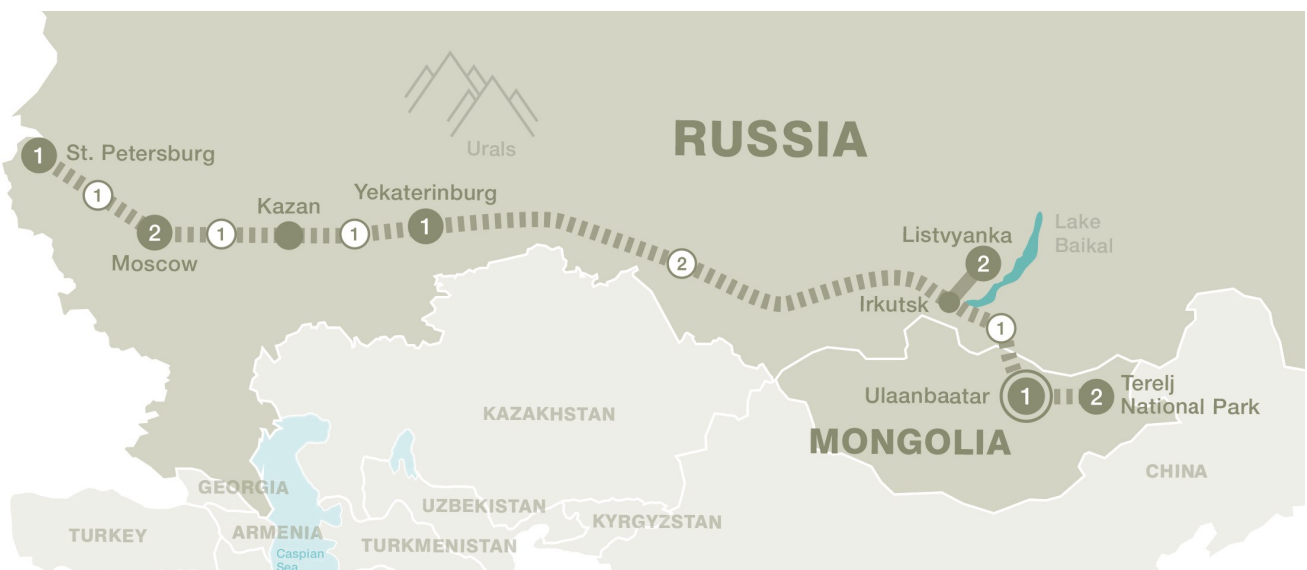 RUSSIA
Urals
1 St. Petersburg
1
Yekaterinburg
Kazan
1
2
1
1
Moscow
Listvyanka
2
Lake
Baikal
2
Irkutsk
1
Ulaanbaatar
1
2
Terelj
National Park
MONGOLIA
KAZAKHSTAN
CHINA
GEORGIA
UZBEKISTAN
KYRGYZSTAN
TURKEY
ARMENIA
TURKMENISTAN
Caspian
Sea